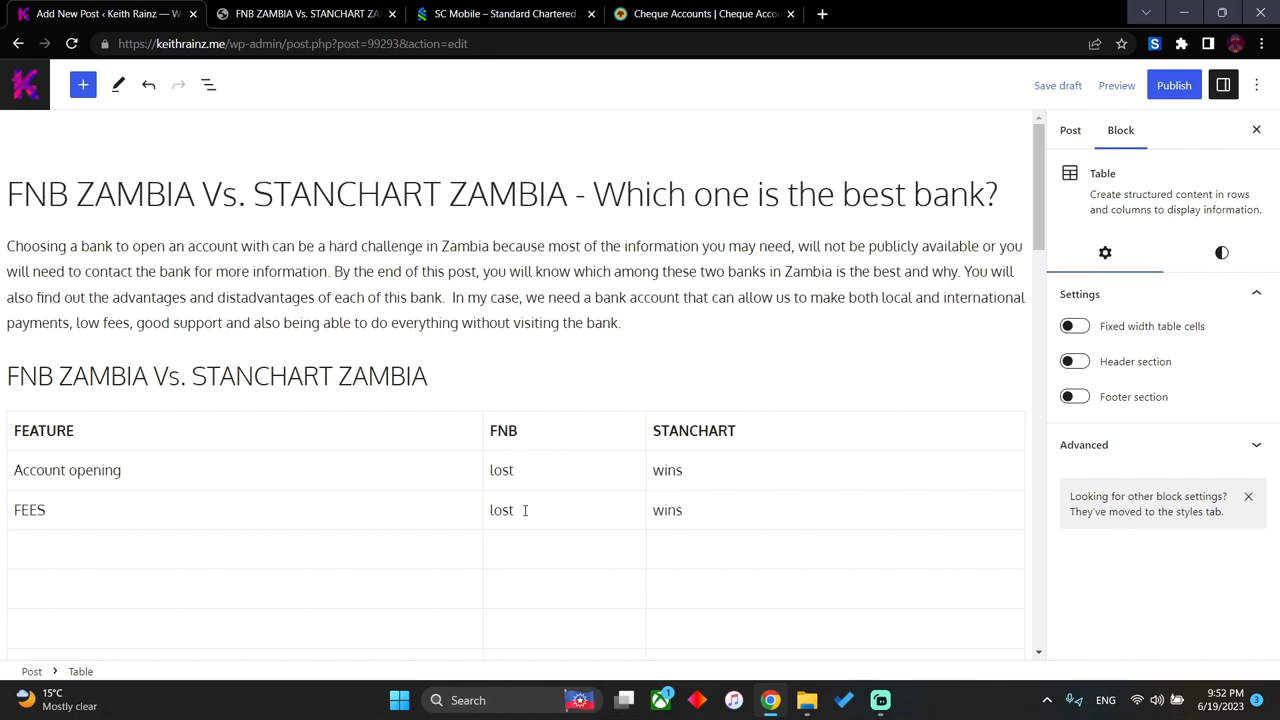 Add New Post ‹ Keith Rainz — W
FNB ZAMBIA Vs. STANCHART ZA
SC Mobile – Standard Chartered
Cheque Accounts | Cheque Acco
https://keithrainz.me/wp-admin/post.php?post=99293&action=edit
Save draft
Preview
Publish
Post
Block
Table
Create structured content in rows
and columns to display information.
FNB ZAMBIA Vs. STANCHART ZAMBIA - Which one is the best bank?
Choosing a bank to open an account with can be a hard challenge in Zambia because most of the information you may need, will not be publicly available or you
will need to contact the bank for more information. By the end of this post, you will know which among these two banks in Zambia is the best and why. You will
also find out the advantages and distadvantages of each of this bank. In my case, we need a bank account that can allow us to make both local and international
payments, low fees, good support and also being able to do everything without visiting the bank.
Settings
Fixed width table cells
Header section
Footer section
Advanced
Looking for other block settings?
They've moved to the styles tab.
FNB ZAMBIA Vs. STANCHART ZAMBIA
FEATURE FNB STANCHART
Account opening lost wins
FEES lost wins
Post Table
15°C
Mostly clear
Search
1
ENG
9:52 PM
6/19/2023
3